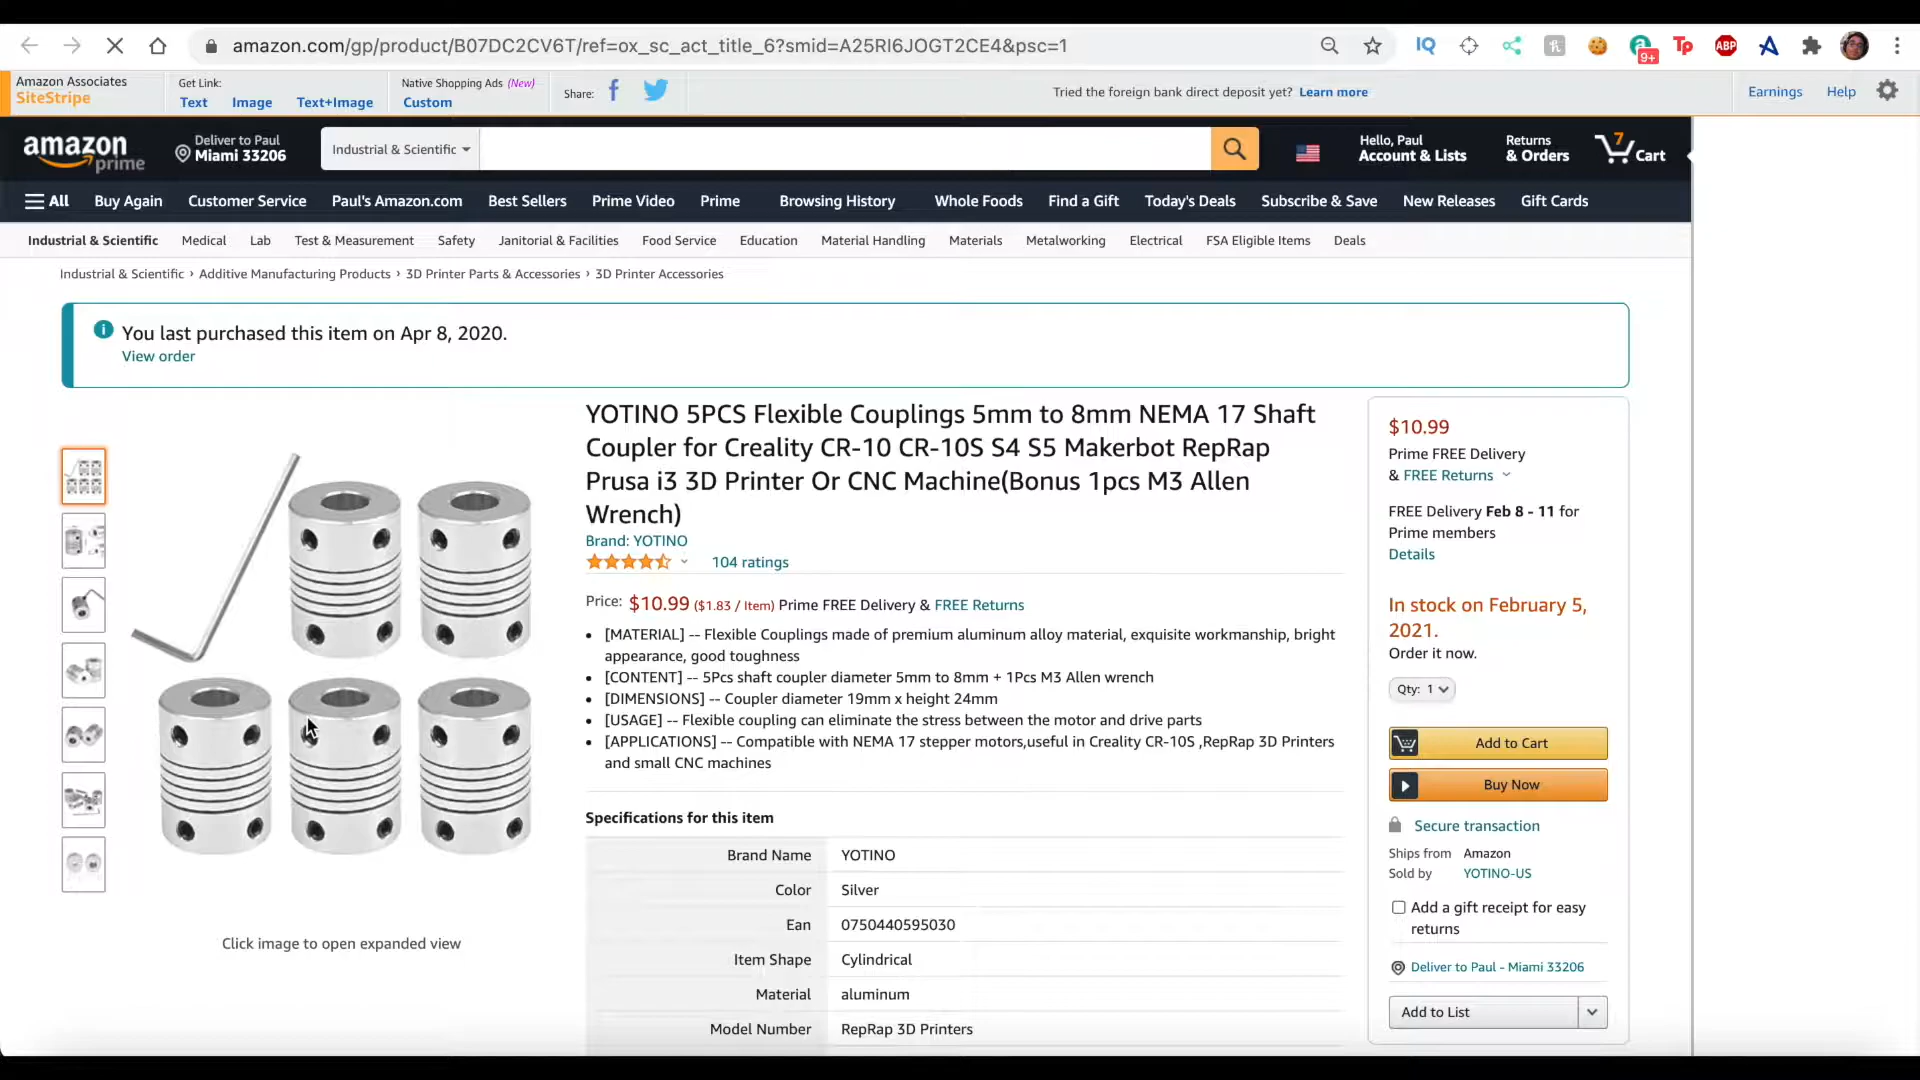 amazon.com/gp/product/B07DC2CV6T/ref=ox_sc_act_title_6?smid=A25RI6JOGT2CE4&psc=1
IQ
h
9+
Tp
ABP
Amazon Associates
SiteStripe
Get Link:
Text Image Text+Image
Native Shopping Ads (New)
Custom
Share:
Tried the foreign bank direct deposit yet? Learn more
Earnings Help
amazon prime
Deliver to Paul
Miami 33206
Industrial & Scientific
Hello, Paul
Account & Lists
Returns
& Orders
7
Cart
All Buy Again Customer Service Paul's Amazon.com Best Sellers Prime Video Prime Browsing History Whole Foods Find a Gift Today's Deals Subscribe & Save New Releases Gift Cards
Industrial & Scientific Medical Lab Test & Measurement Safety Janitorial & Facilities Food Service Education Material Handling Materials Metalworking Electrical FSA Eligible Items Deals
Industrial & Scientific › Additive Manufacturing Products › 3D Printer Parts & Accessories › 3D Printer Accessories
You last purchased this item on Apr 8, 2020.
View order
Click image to open expanded view
YOTINO 5PCS Flexible Couplings 5mm to 8mm NEMA 17 Shaft
Coupler for Creality CR-10 CR-10S S4 S5 Makerbot RepRap
Prusa i3 3D Printer Or CNC Machine(Bonus 1pcs M3 Allen
Wrench)
Brand: YOTINO
104 ratings
Price: $10.99 ($1.83 / Item) Prime FREE Delivery & FREE Returns
• [MATERIAL] -- Flexible Couplings made of premium aluminum alloy material, exquisite workmanship, bright
appearance, good toughness
• [CONTENT] -- 5Pcs shaft coupler diameter 5mm to 8mm + 1Pcs M3 Allen wrench
• [DIMENSIONS] -- Coupler diameter 19mm x height 24mm
• [USAGE] -- Flexible coupling can eliminate the stress between the motor and drive parts
• [APPLICATIONS] -- Compatible with NEMA 17 stepper motors,useful in Creality CR-10S ,RepRap 3D Printers
and small CNC machines
Specifications for this item
Brand Name YOTINO
Color Silver
Ean 0750440595030
Item Shape Cylindrical
Material aluminum
Model Number RepRap 3D Printers
$10.99
Prime FREE Delivery
& FREE Returns
FREE Delivery Feb 8 - 11 for
Prime members
Details
In stock on February 5,
2021.
Order it now.
Qty: 1
Add to Cart
Buy Now
Secure transaction
Ships from Amazon
Sold by YOTINO-US
Add a gift receipt for easy
returns
Deliver to Paul - Miami 33206
Add to List